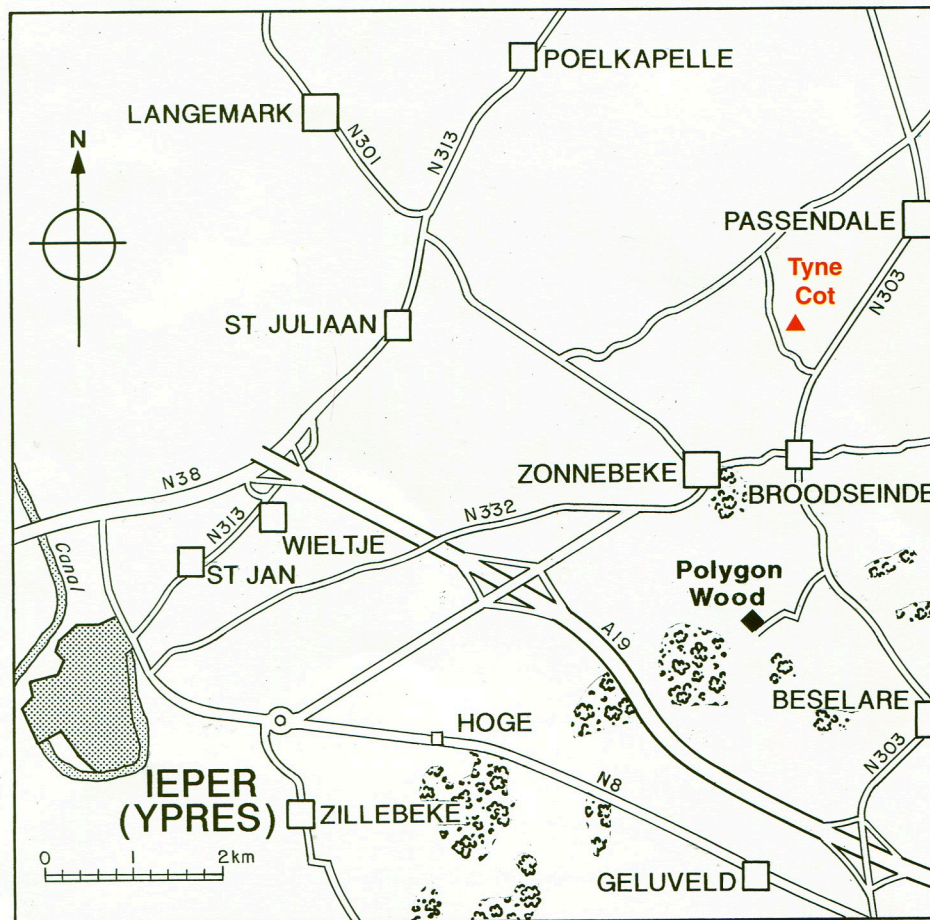 POELKAPELLE
LANGEMARK
N
N301
N313
PASSENDALE
Tyne
Cot
N303
ST JULIAAN
ZONNEBEKE
BROODSEINDE
N38
N332
N313
WIELTJE
Canal
ST JAN
Polygon
Wood
A19
BESELARE
HOGE
N303
N8
IEPER
(YPRES)
ZILLEBEKE
0 1 2km
GELUVELD